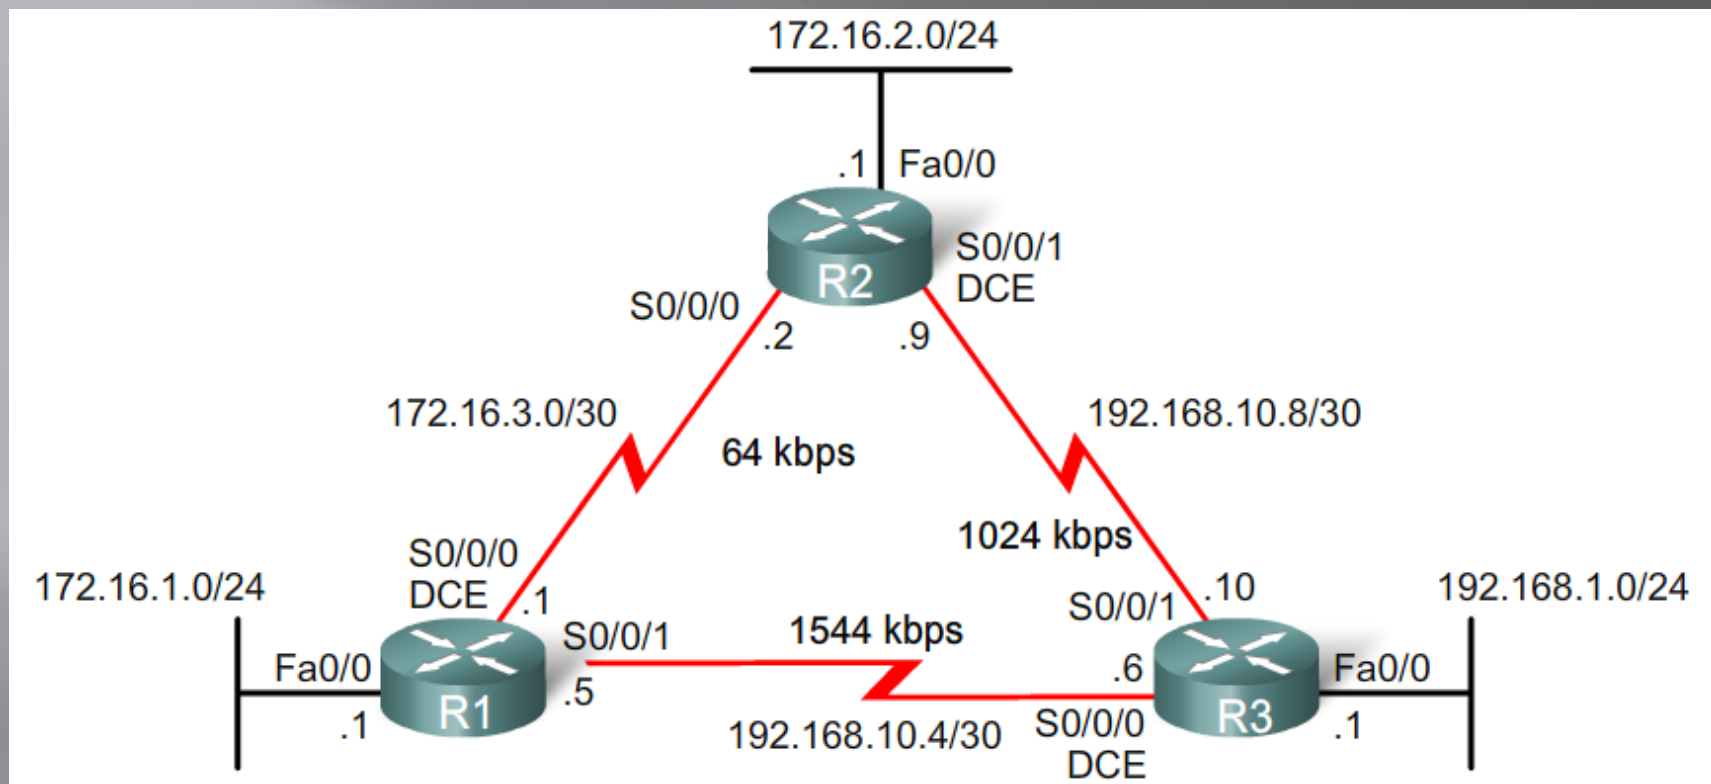 172.16.2.0/24
.1
Fa0/0
S0/0/1
DCE
R2
S0/0/0
.2
.9
172.16.3.0/30
192.168.10.8/30
64 kbps
1024 kbps
S0/0/0
DCE
.1
172.16.1.0/24
.10
192.168.1.0/24
S0/0/1
S0/0/1
1544 kbps
Fa0/0
.6
Fa0/0
.5
R1
.1
192.168.10.4/30
S0/0/0
DCE
R3
.1